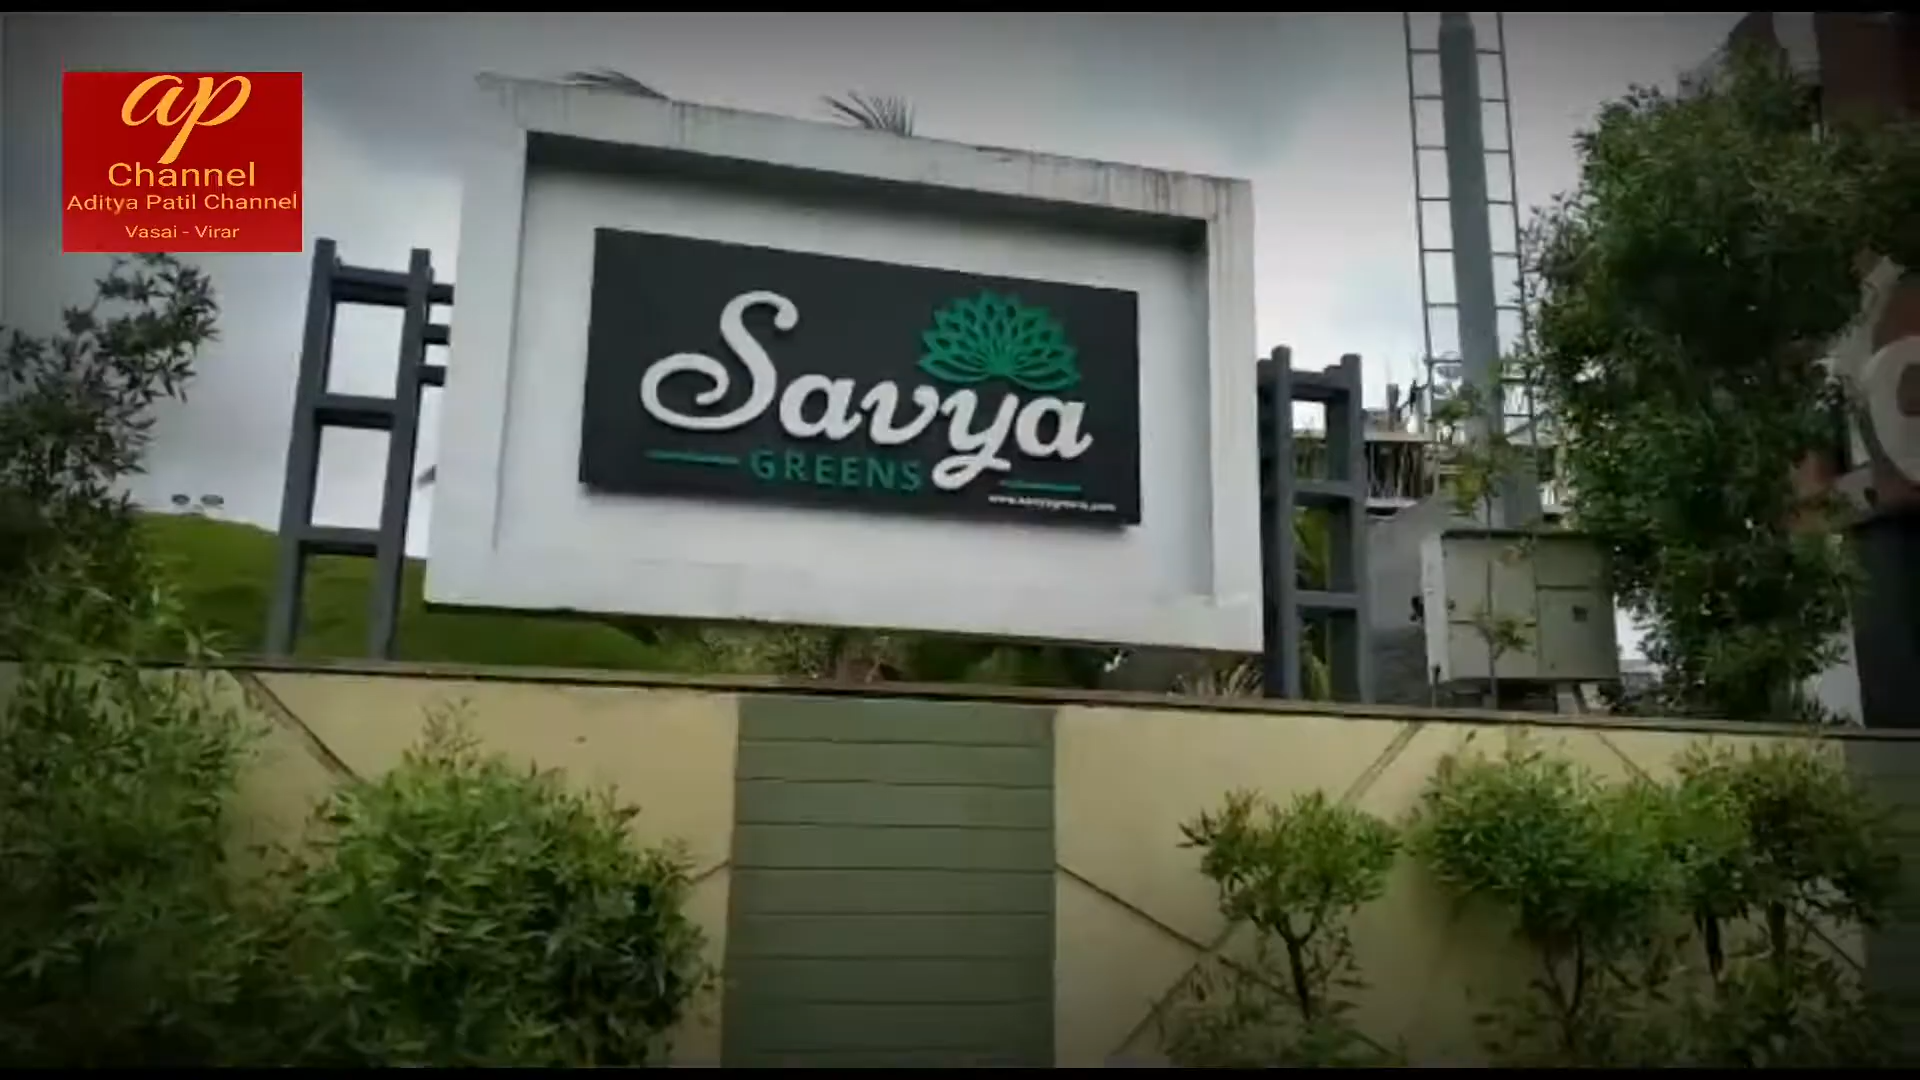 ap
Channel
Aditya Patil Channel
Vasai - Virar
Savya
GREENS